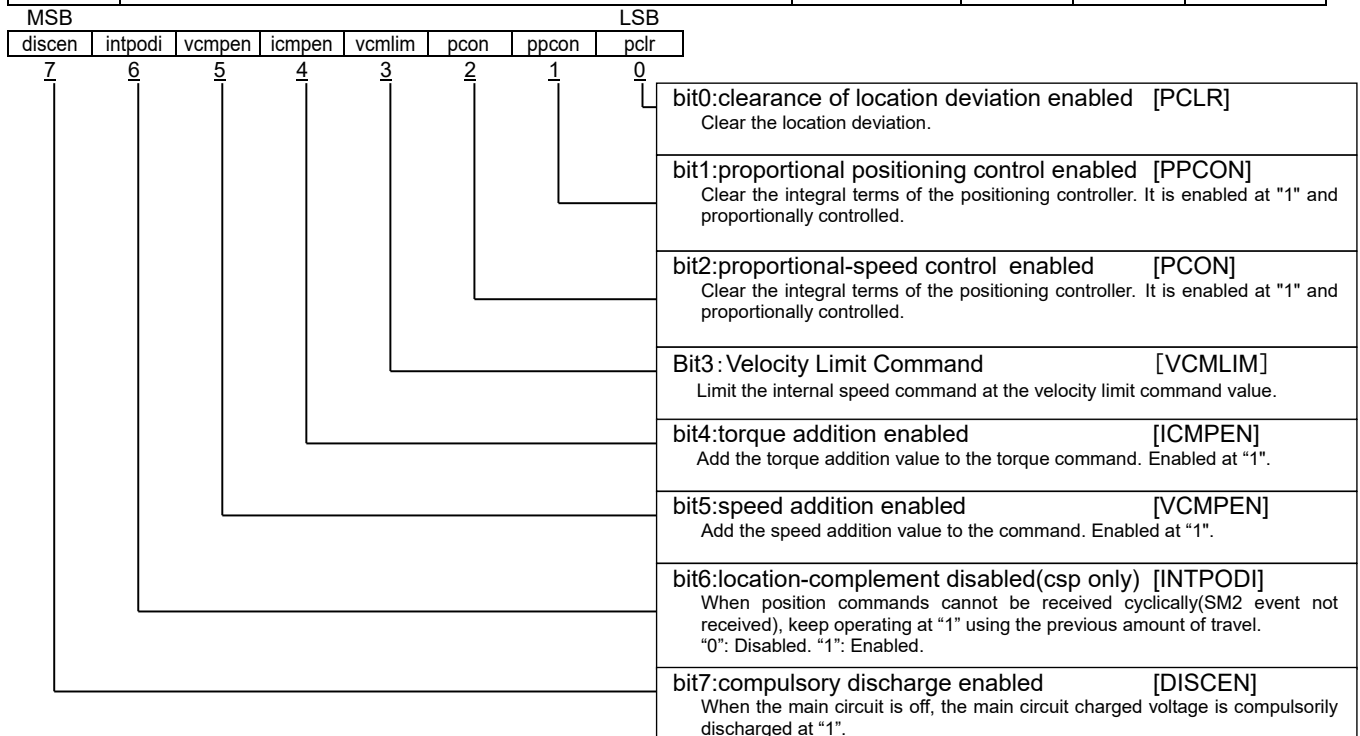 MSB LSB
discen intpodi vcmpen icmpen vcmlim pcon ppcon pclr
7 6 5 4 3 2 1 0
bit0:clearance of location deviation enabled [PCLR]
Clear the location deviation.
bit1:proportional positioning control enabled [PPCON]
Clear the integral terms of the positioning controller. It is enabled at "1" and
proportionally controlled.
bit2:proportional-speed control enabled [PCON]
Clear the integral terms of the positioning controller. It is enabled at "1" and
proportionally controlled.
Bit3：Velocity Limit Command ［VCMLIM］
Limit the internal speed command at the velocity limit command value.
bit4:torque addition enabled [ICMPEN]
Add the torque addition value to the torque command. Enabled at “1".
bit5:speed addition enabled [VCMPEN]
Add the speed addition value to the command. Enabled at “1".
bit6:location-complement disabled(csp only) [INTPODI]
When position commands cannot be received cyclically(SM2 event not
received), keep operating at “1” using the previous amount of travel.
“0”: Disabled. “1”: Enabled.
bit7:compulsory discharge enabled [DISCEN]
When the main circuit is off, the main circuit charged voltage is compulsorily
discharged at “1”.